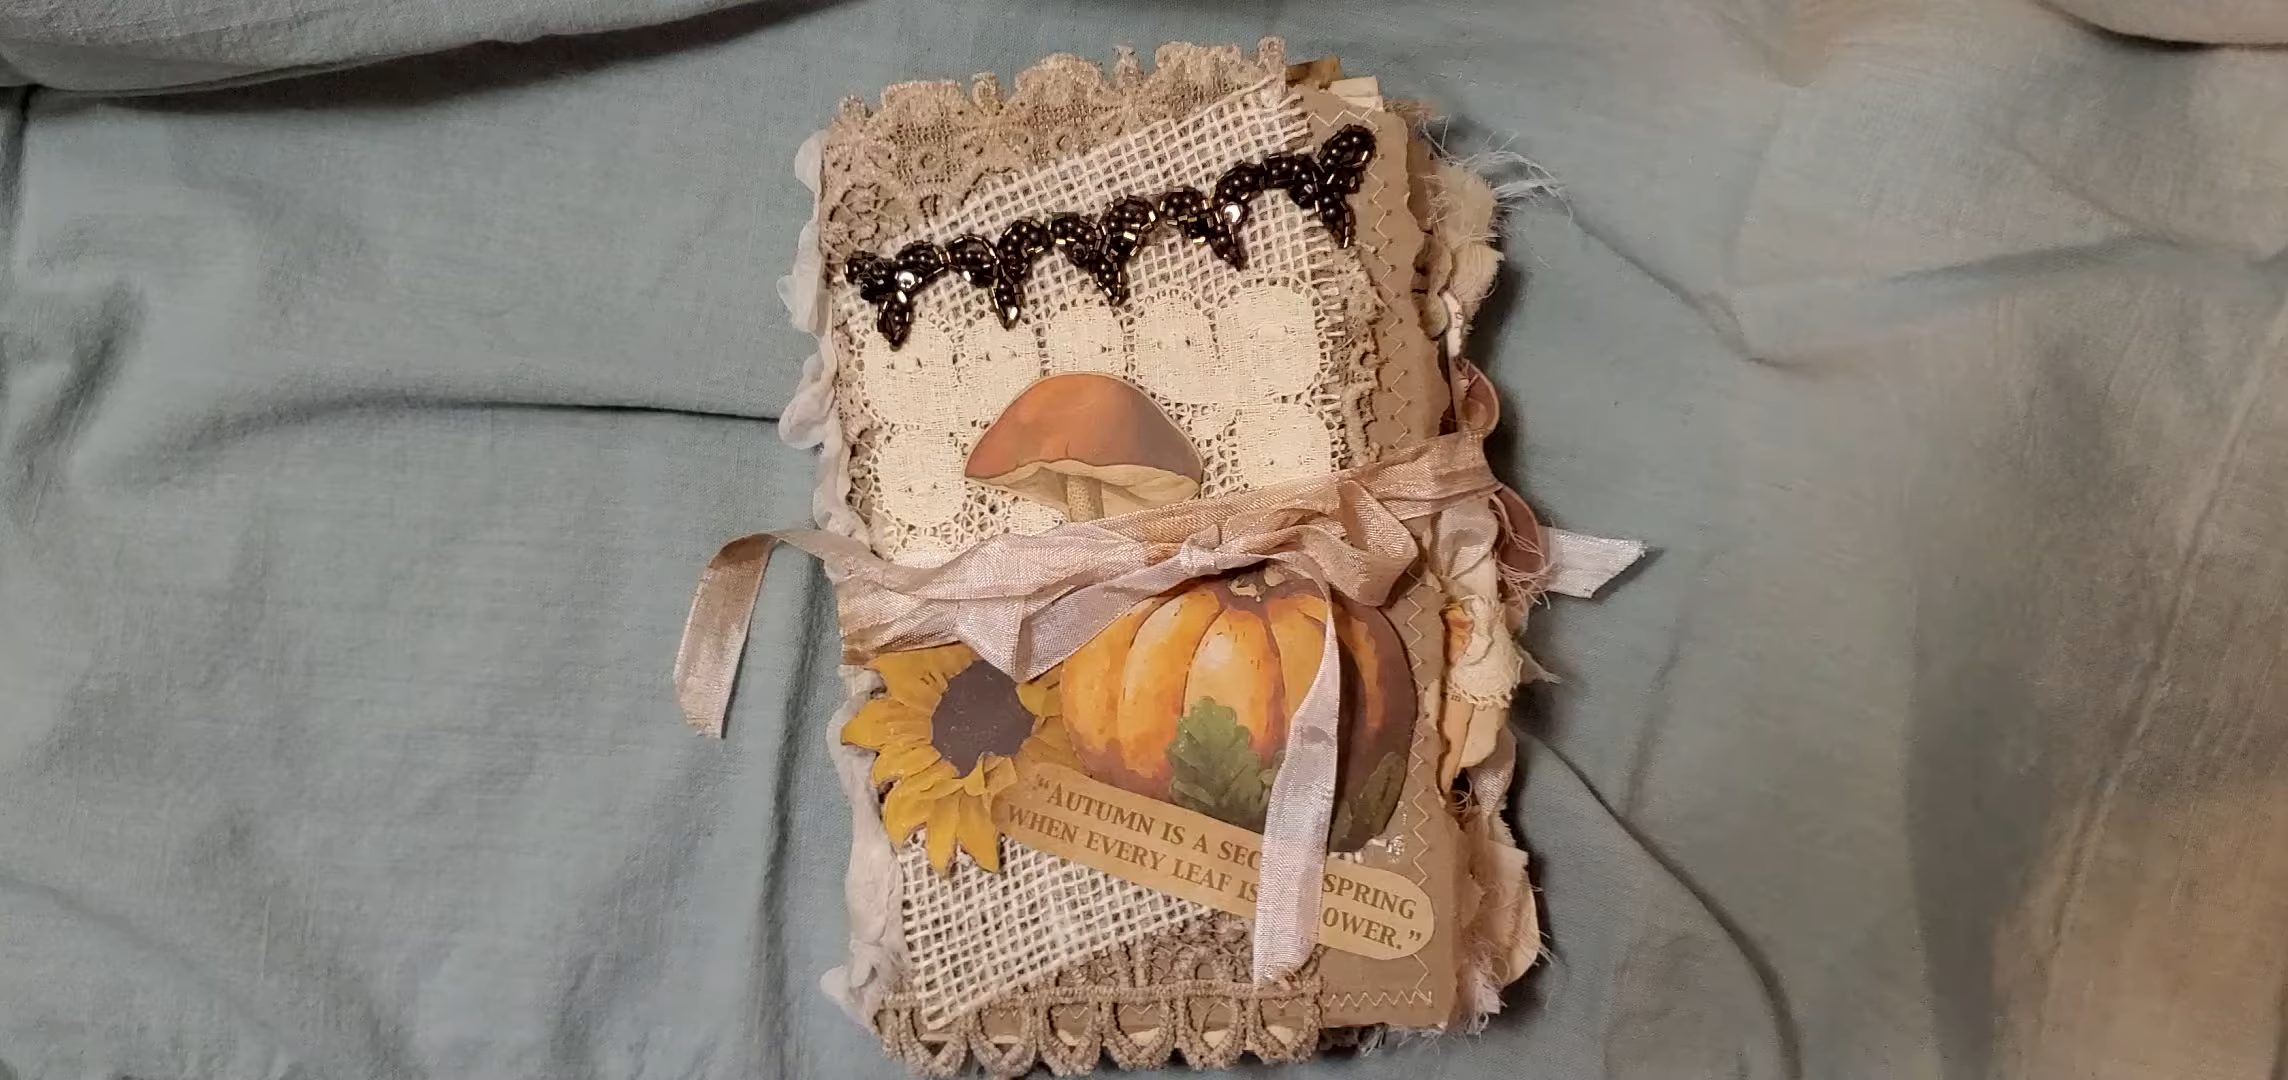 "AUTUMN IS A SEC SPRING
WHEN EVERY LEAF IS OWER."